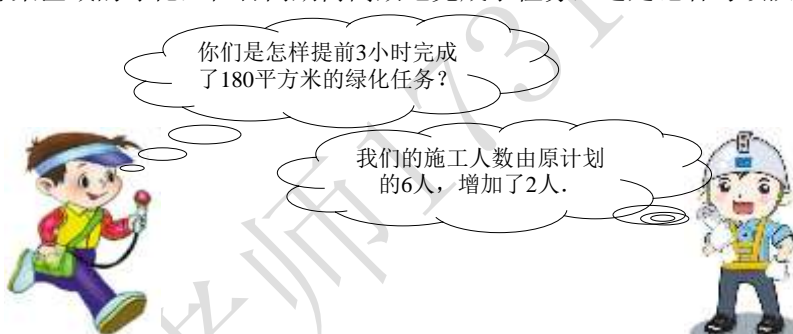 你们是怎样提前3小时完成
了180平方米的绿化任务？
我们的施工人数由原计划
的6人，增加了2人．